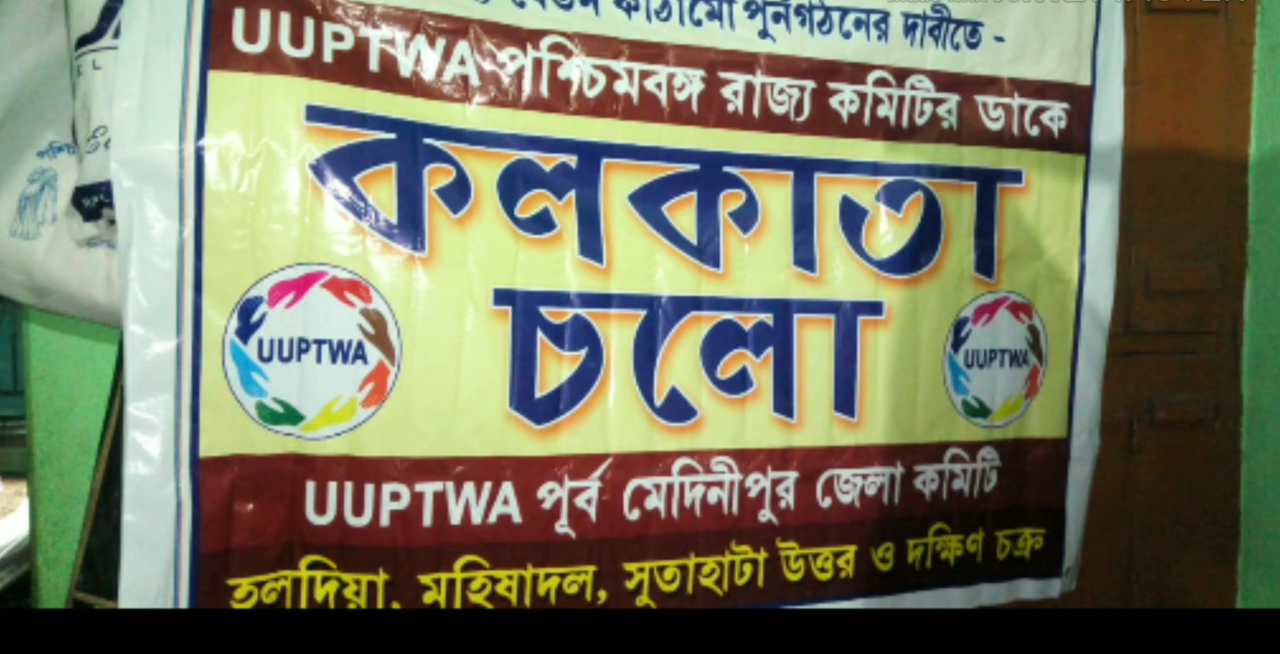 বেতন কাঠামো পুনর্গঠনের দাবীতে -
UUPTWA পশ্চিমবঙ্গ রাজ্য কমিটির ডাকে
কলকাতা
চলো
UUPTWA
UUPTWA
UUPTWA পূর্ব মেদিনীপুর জেলা কমিটি
হলদিয়া, মহিষাদল, সুতাহাটা উত্তর ও দক্ষিণ চক্র